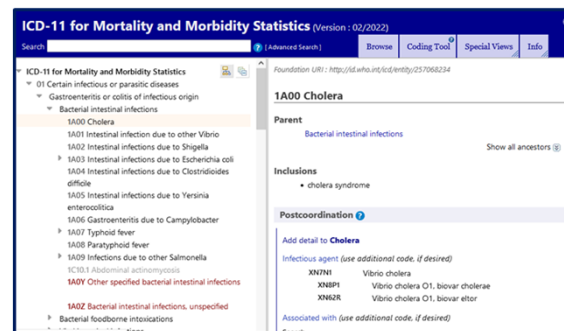 ICD-11 for Mortality and Morbidity Statistics (Version : 02/2022)
Search
[ Advanced Search ]
Browse
Coding Tool
Special Views
Info
ICD-11 for Mortality and Morbidity Statistics
01 Certain infectious or parasitic diseases
Gastroenteritis or colitis of infectious origin
Bacterial intestinal infections
1A00 Cholera
1A01 Intestinal infection due to other Vibrio
1A02 Intestinal infections due to Shigella
1A03 Intestinal infections due to Escherichia coli
1A04 Intestinal infections due to Clostridioides
difficile
1A05 Intestinal infections due to Yersinia
enterocolitica
1A06 Gastroenteritis due to Campylobacter
1A07 Typhoid fever
1A08 Paratyphoid fever
1A09 Infections due to other Salmonella
1C10.1 Abdominal actinomycosis
1A0Y Other specified bacterial intestinal infections
1A0Z Bacterial intestinal infections, unspecified
Bacterial foodborne intoxications
Foundation URI : http://id.who.int/icd/entity/257068234
1A00 Cholera
Parent
Bacterial intestinal infections
Show all ancestors
Inclusions
• cholera syndrome
Postcoordination ?
Add detail to Cholera
Infectious agent (use additional code, if desired)
XN7N1 Vibrio cholera
XN8P1 Vibrio cholera O1, biovar cholerae
XN62R Vibrio cholera O1, biovar eltor
Associated with (use additional code, if desired)